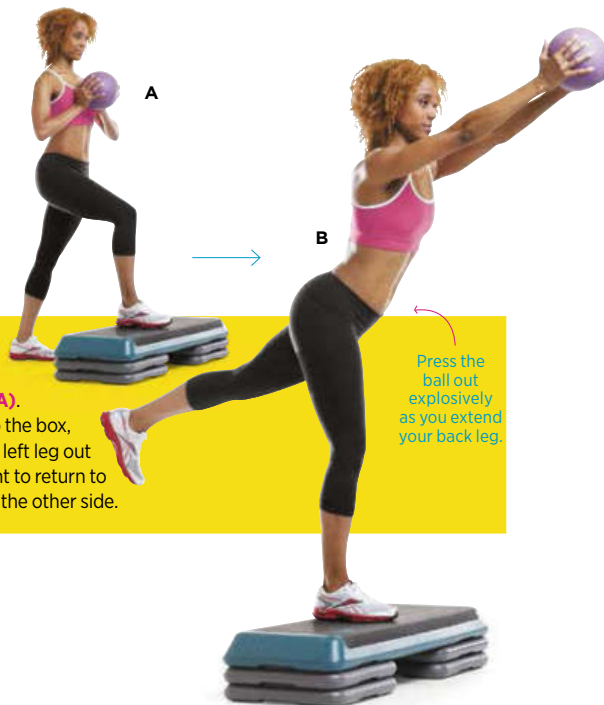 A
B
Press the
ball out
explosively
as you extend
your back leg.
A).
the box,
left leg out
to return to
the other side.